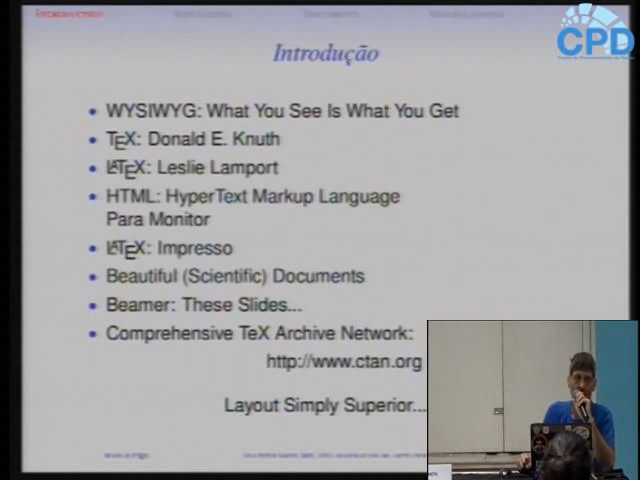 CPD
Introdução
WYSIWYG: What You See Is What You Get
TEX: Donald E. Knuth
LATEX: Leslie Lamport
HTML: HyperText Markup Language
Para Monitor
LATEX: Impresso
Beautiful (Scientific) Documents
Beamer: These Slides...
Comprehensive TeX Archive Network:
http://www.ctan.org
Layout Simply Superior...